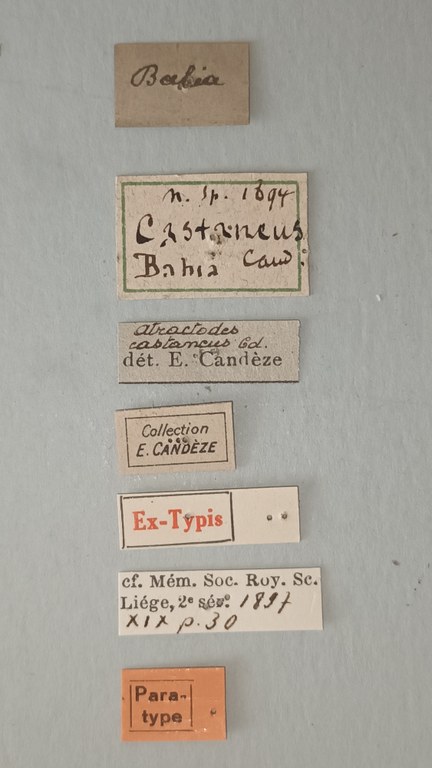 Bahia
n. sp. 1894
Castaneus
Bahia Cand:
Atractodes
castaneus Cd.
dét. E. Candèze
Collection
E. CANDÈZE
Ex-Typis
cf. Mém. Soc. Roy. Sc.
Liége, 2e sér. 1897
XIX p. 30
Para-
type